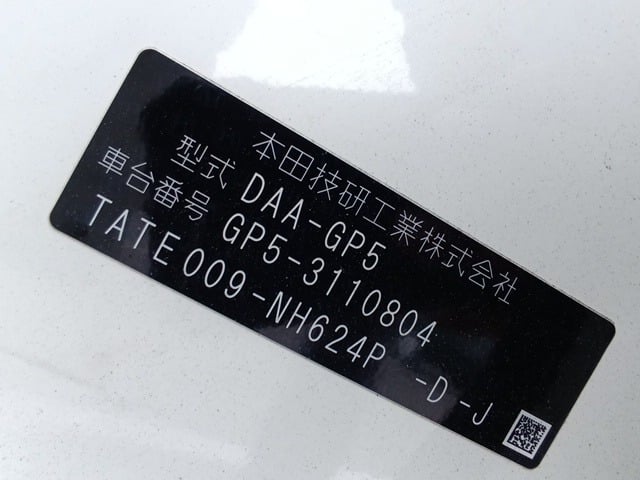 本田技研工業株式会社
型式 DAA-GP5
車台番号 GP5-3110804
TATE 009-NH624P -D-J